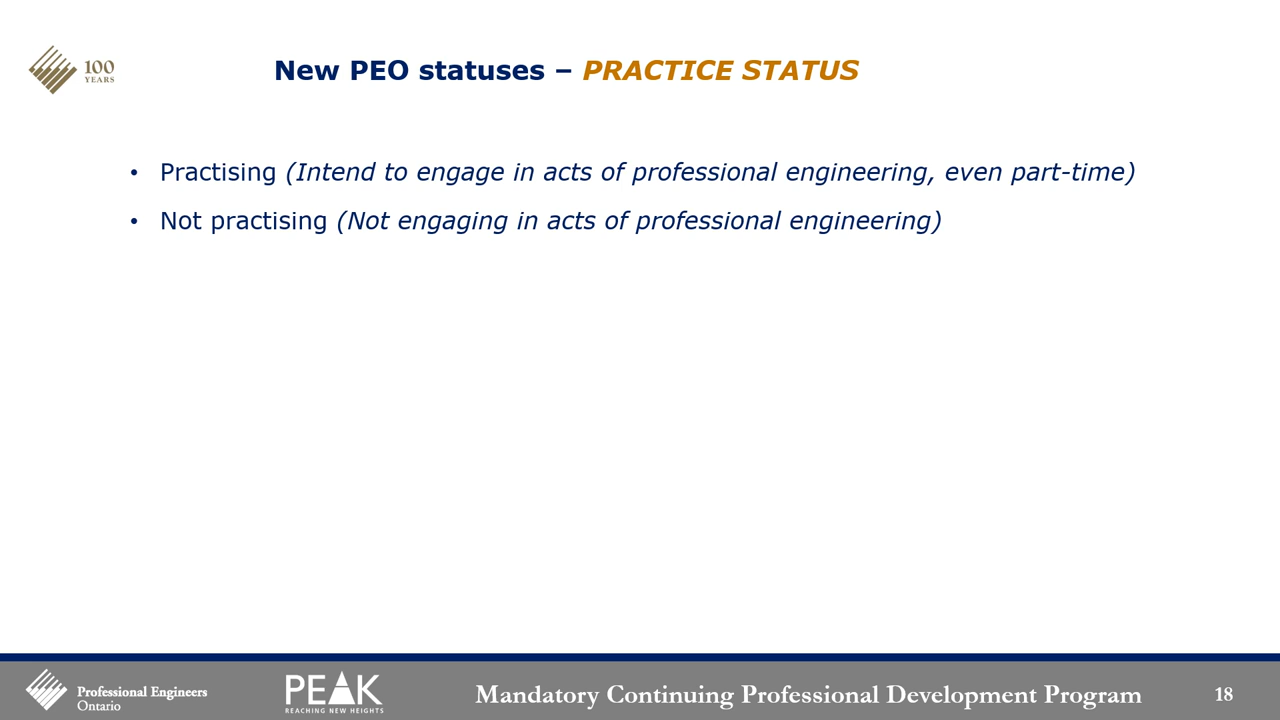 100
YEARS
New PEO statuses – PRACTICE STATUS
• Practising (Intend to engage in acts of professional engineering, even part-time)
• Not practising (Not engaging in acts of professional engineering)
Professional Engineers
Ontario
PEAK
REACHING NEW HEIGHTS
Mandatory Continuing Professional Development Program
18